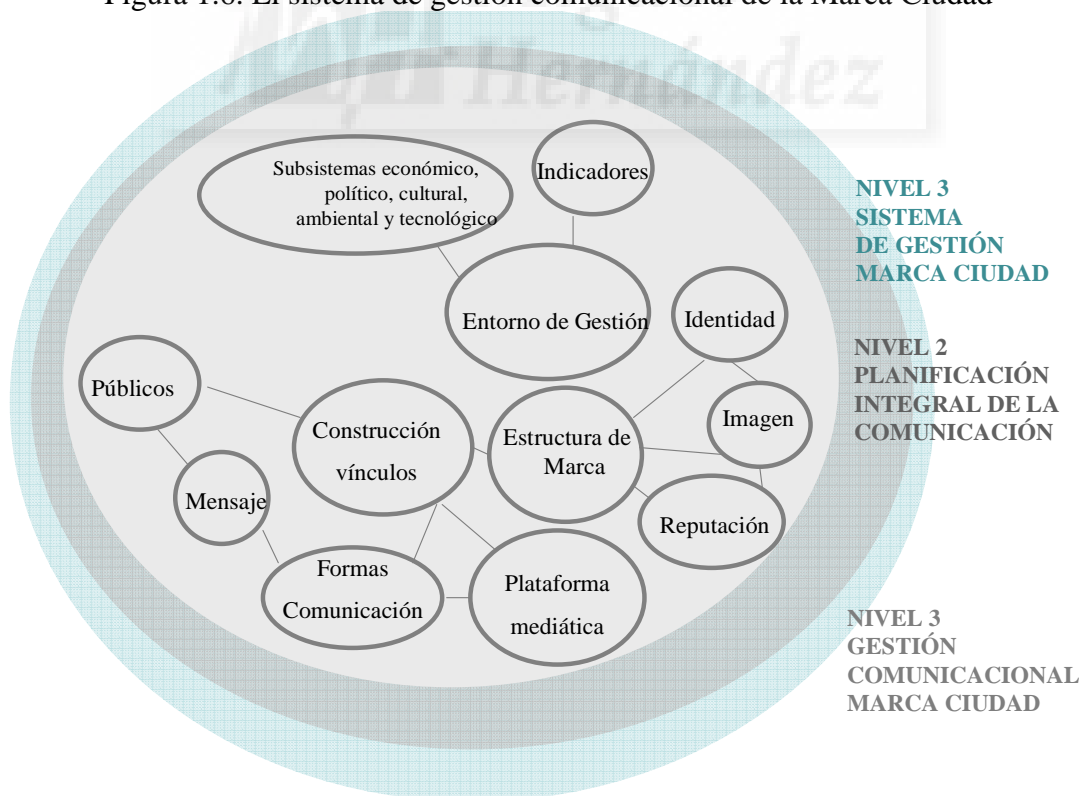 Figura 1.6. El sistema de gestión comunicacional de la Marca Ciudad
Hernández
Subsistemas económico,
político, cultural,
ambiental y tecnológico
Indicadores
NIVEL 3
SISTEMA
DE GESTIÓN
MARCA CIUDAD
Entorno de Gestión
Identidad
NIVEL 2
PLANIFICACIÓN
INTEGRAL DE LA
COMUNICACIÓN
Públicos
Construcción
vínculos
Estructura de
Marca
Imagen
Mensaje
Reputación
Formas
Comunicación
Plataforma
mediática
NIVEL 3
GESTIÓN
COMUNICACIONAL
MARCA CIUDAD